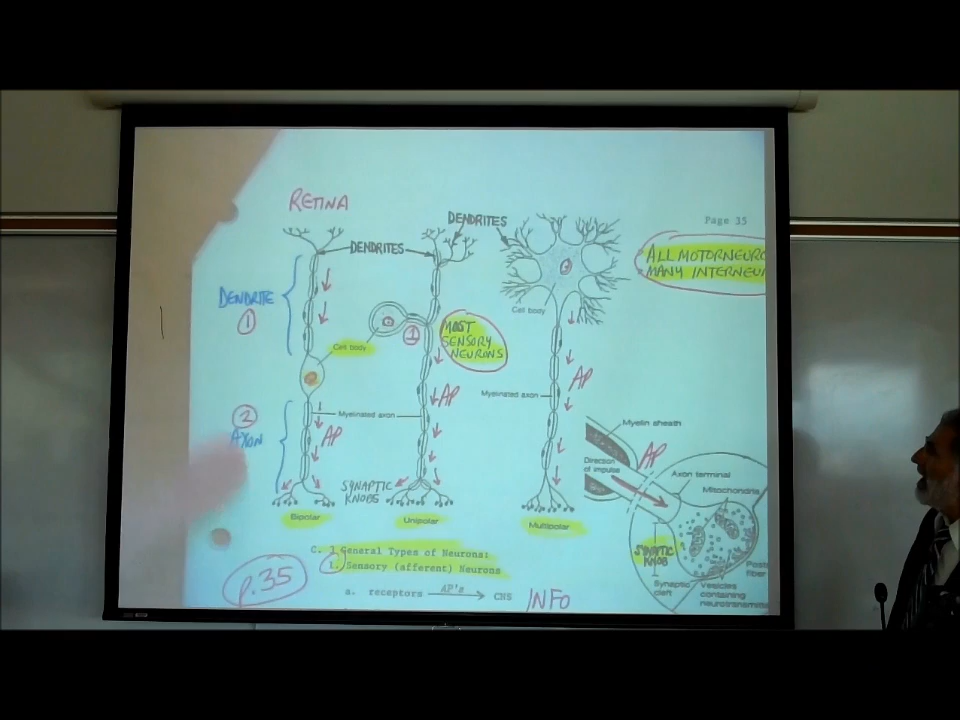 RETINA
Page 35
DENDRITES
DENDRITES
ALL MOTORNEURO
MANY INTERNEU
DENDRITE
1
Cell body
1
MOST
SENSORY
NEURONS
Cell body
2
AXON
Myelinated axon
AP
AP
Myelinated axon
AP
SYNAPTIC
KNOBS
Bipolar
Unipolar
Multipolar
Myelin sheath
Direction
of impulse
AP
Axon terminal
Mitochondria
SYNAPTIC
KNOB
Synaptic
cleft
Vesicles
containing
neurotransmitt
Post
fiber
C. 3 General Types of Neurons:
1. Sensory (afferent) Neurons
a. receptors AP's CNS INFO
p.35